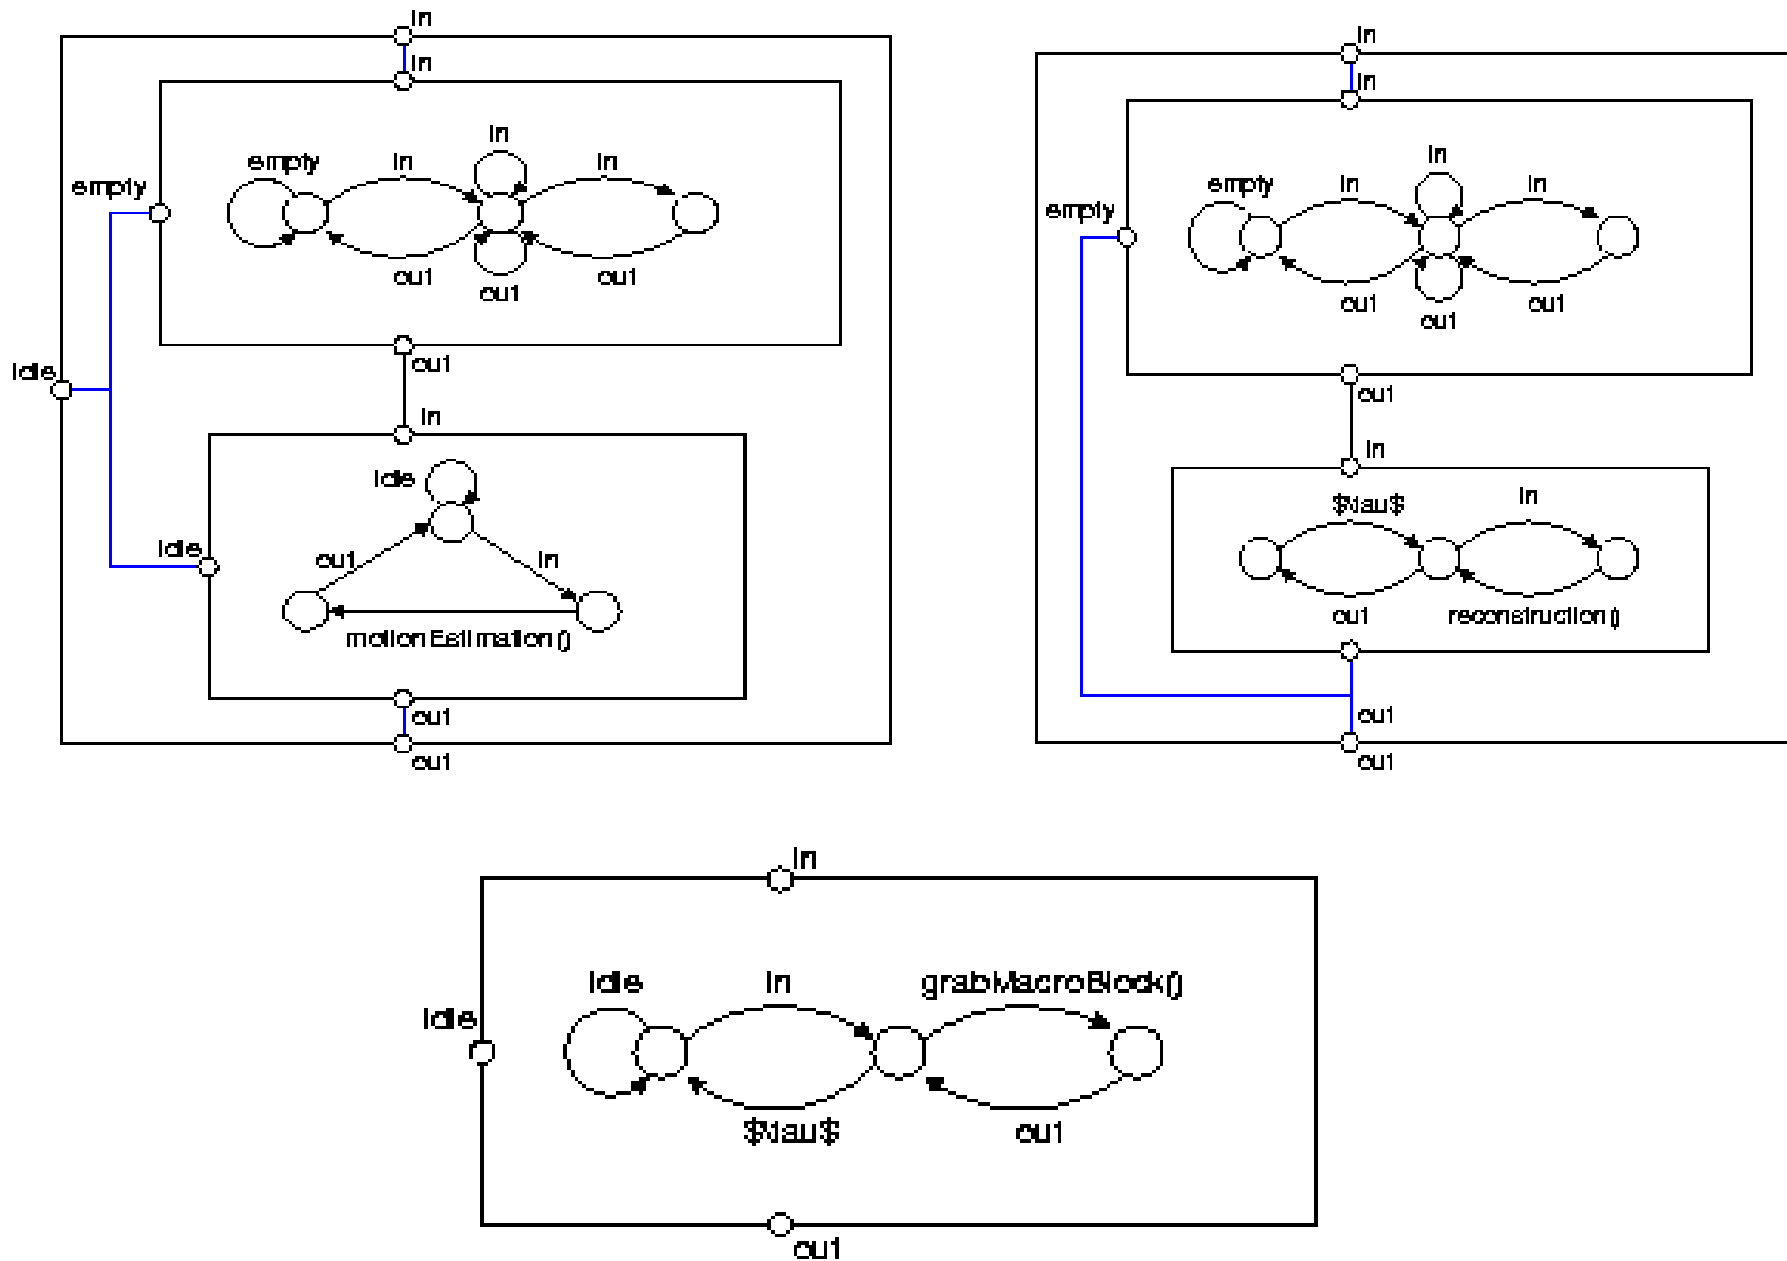 in
in
in
empty
in
in
empty
out
out
out
out
idle
in
idle
idle
out
in
motionEstimation()
out
out
in
in
in
empty
in
in
empty
out
out
out
out
in
$\tau$
in
out
reconstruction()
out
out
in
idle
in
grabMacroBlock()
idle
$\tau$
out
out